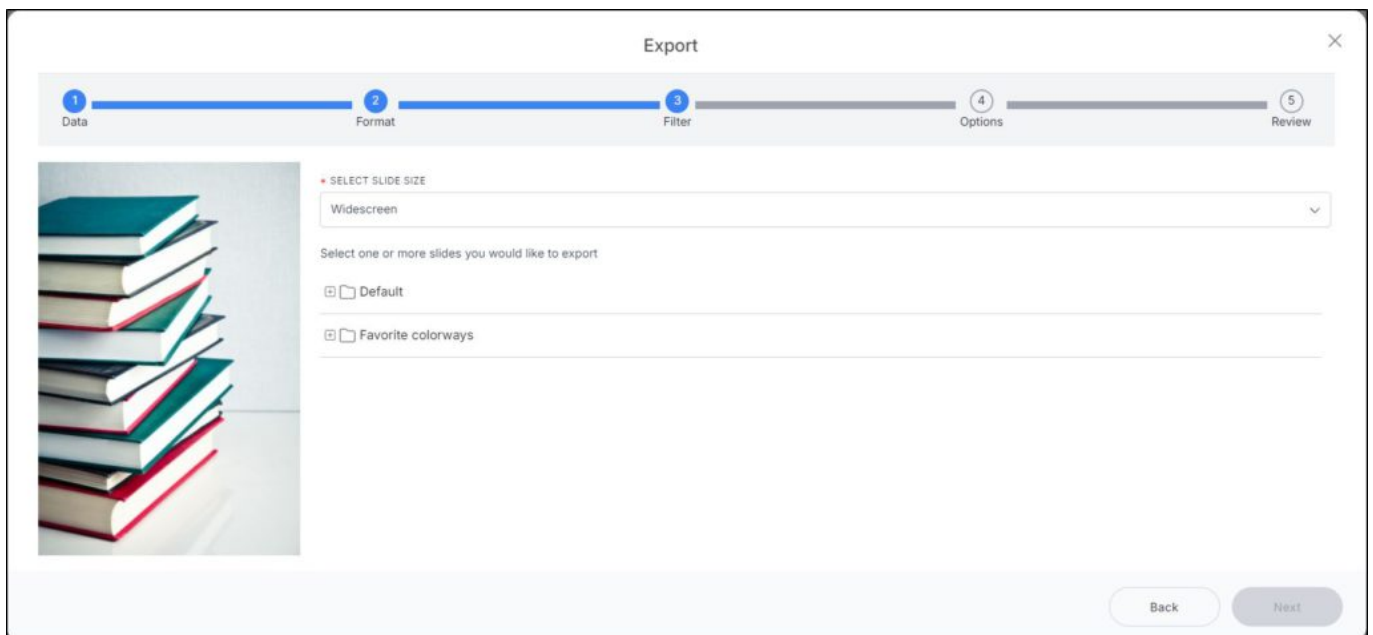 Export
1
2
3
4
5
Data
Format
Filter
Options
Review
* SELECT SLIDE SIZE
Widescreen
Select one or more slides you would like to export
Default
Favorite colorways
Back
Next